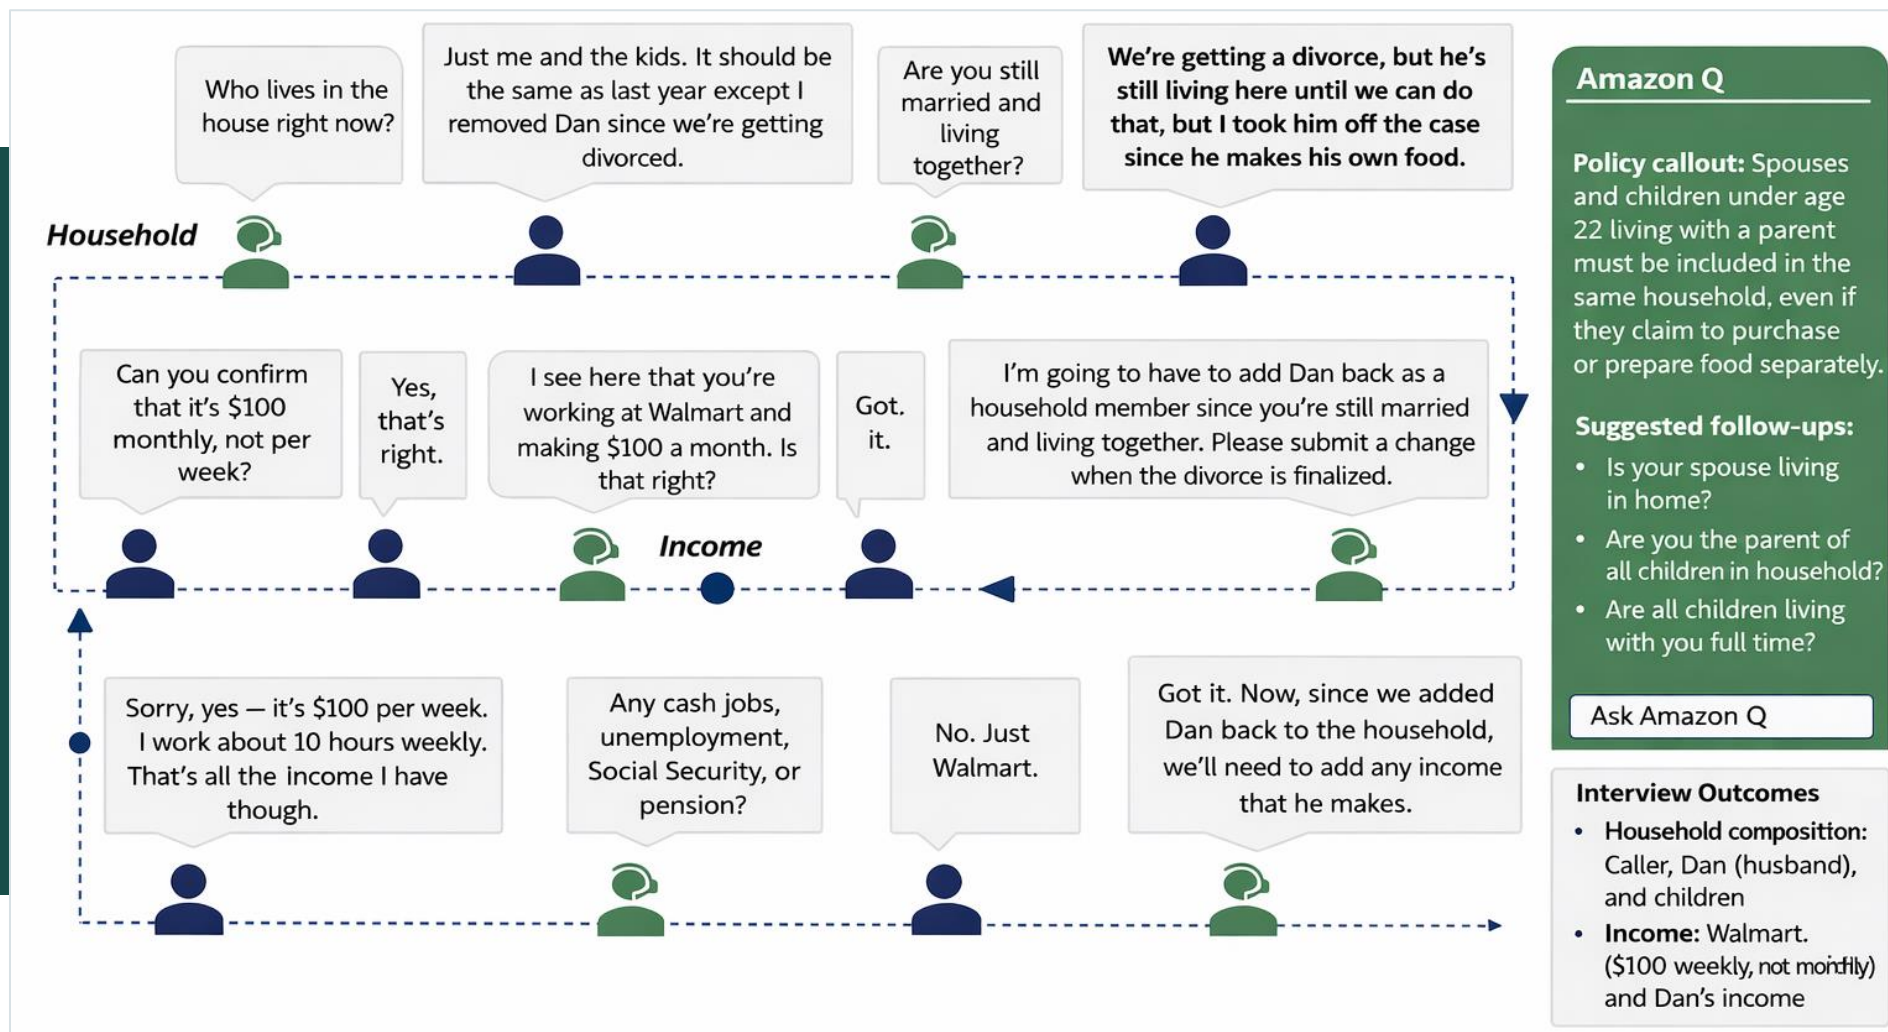 Who lives in the
house right now?
Just me and the kids. It should be
the same as last year except I
removed Dan since we're getting
divorced.
Are you still
married and
living
together?
We're getting a divorce, but he's
still living here until we can do
that, but I took him off the case
since he makes his own food.
Household
I'm going to have to add Dan back as a
household member since you're still married
and living together. Please submit a change
when the divorce is finalized.
Got.
it.
Income
I see here that you're
working at Walmart and
making $100 a month. Is
that right?
Yes,
that's
right.
Can you confirm
that it's $100
monthly, not per
week?
Sorry, yes — it's $100 per week.
I work about 10 hours weekly.
That's all the income I have
though.
Any cash jobs,
unemployment,
Social Security, or
pension?
No. Just
Walmart.
Got it. Now, since we added
Dan back to the household,
we'll need to add any income
that he makes.
Amazon Q
Policy callout: Spouses
and children under age
22 living with a parent
must be included in the
same household, even if
they claim to purchase
or prepare food separately.
Suggested follow-ups:
• Is your spouse living
in home?
• Are you the parent of
all children in household?
• Are all children living
with you full time?
Ask Amazon Q
Interview Outcomes
• Household composition:
Caller, Dan (husband),
and children
• Income: Walmart.
($100 weekly, not monthly)
and Dan's income